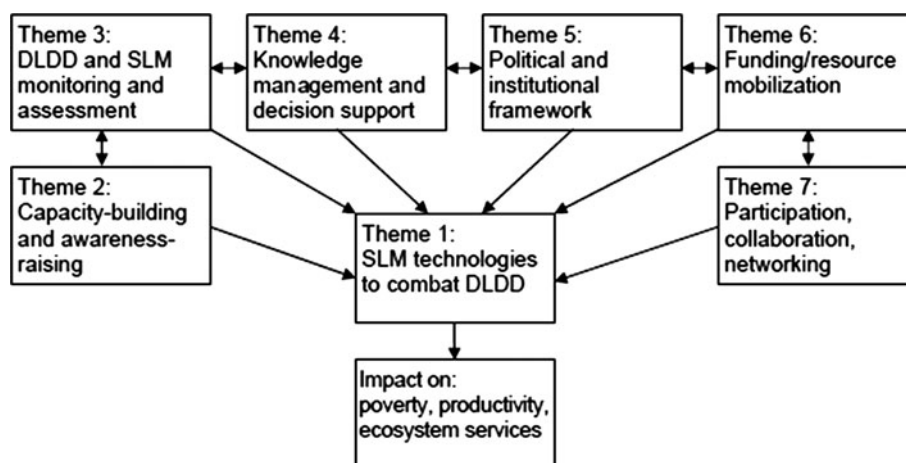 Theme 3:
DLDD and SLM
monitoring and
assessment
Theme 4:
Knowledge
management and
decision support
Theme 5:
Political and
institutional
framework
Theme 6:
Funding/resource
mobilization
Theme 2:
Capacity-building
and awareness-
raising
Theme 1:
SLM technologies
to combat DLDD
Theme 7:
Participation,
collaboration,
networking
Impact on:
poverty, productivity,
ecosystem services